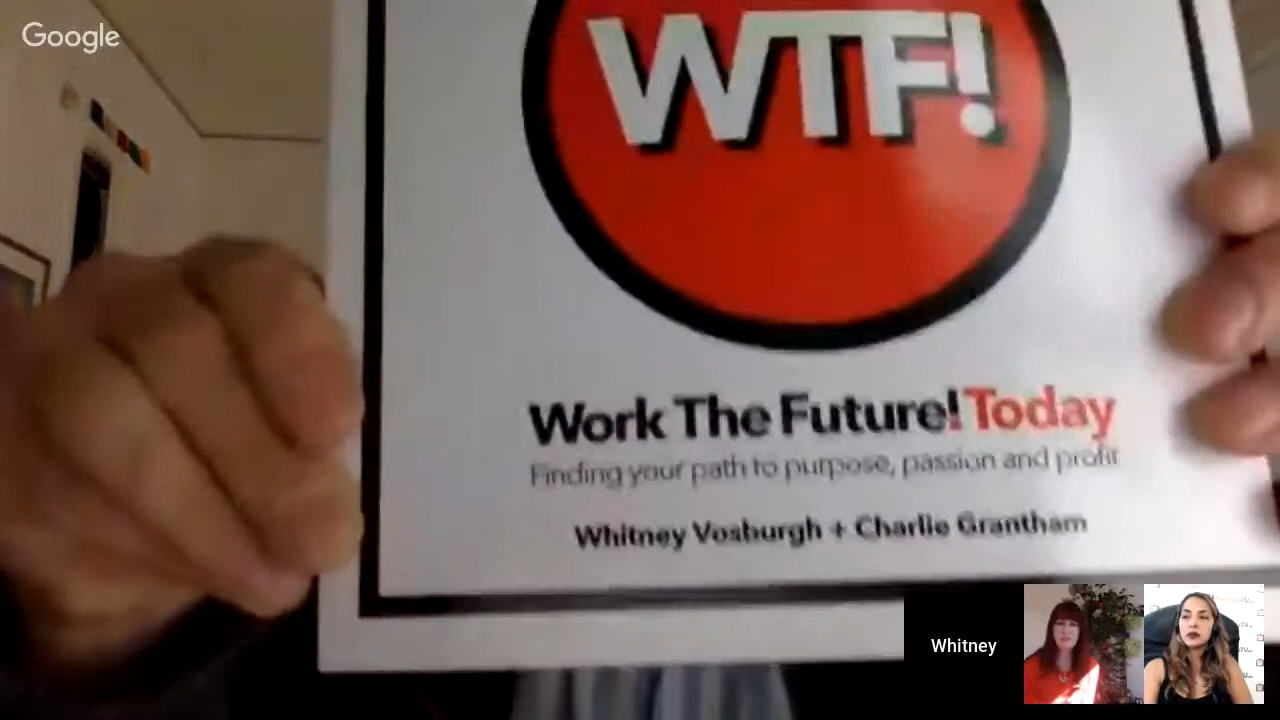 Google
WTF!
Work The Future! Today
Finding your path to purpose, passion and profit
Whitney Vosburgh + Charlie Grantham
Whitney